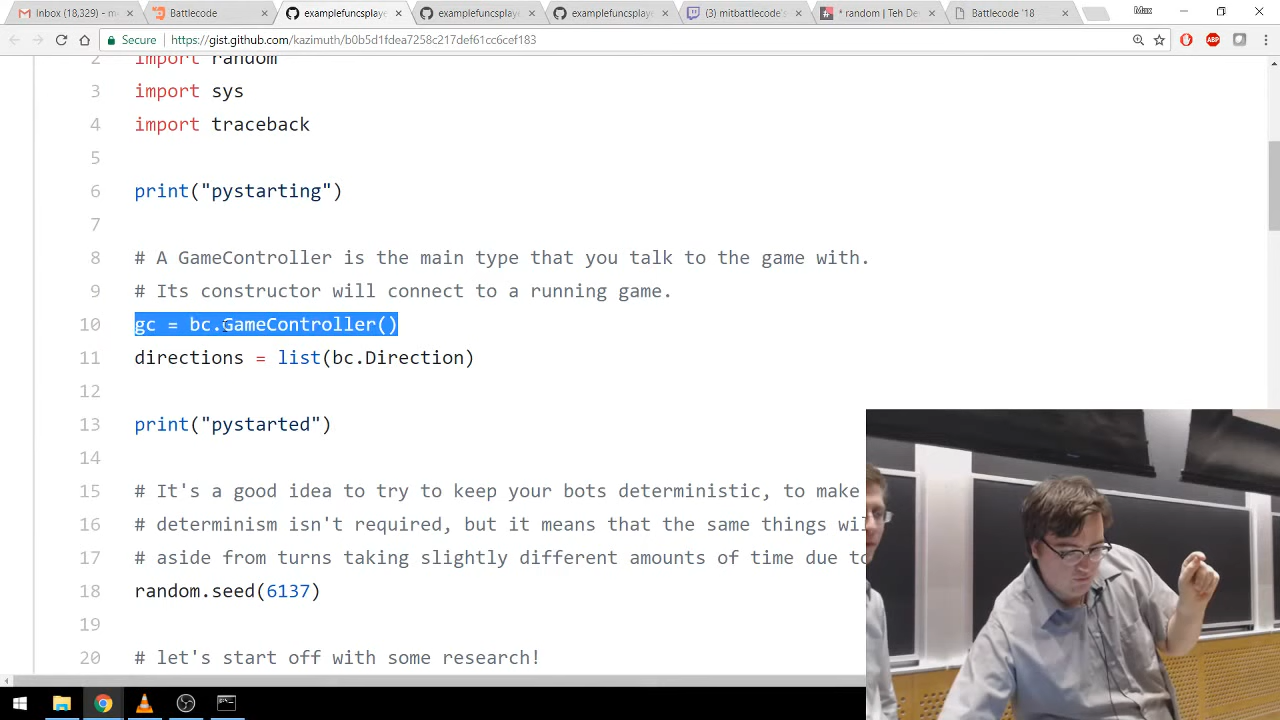 Inbox (18,329) - m
Battlecode
examplefuncsplaye
examplefuncsplaye
examplefuncsplaye
(3) mitbattlecode's
* random | Teh De
Battlecode '18
Max
Secure
https://gist.github.com/kazimuth/b0b5d1fdea7258c217def61cc6cef183
ABP
2 import random
3 import sys
4 import traceback
5
6 print("pystarting")
7
8 # A GameController is the main type that you talk to the game with.
9 # Its constructor will connect to a running game.
10 gc = bc.GameController()
11 directions = list(bc.Direction)
12
13 print("pystarted")
14
15 # It's a good idea to try to keep your bots deterministic, to make
16 # determinism isn't required, but it means that the same things wil
17 # aside from turns taking slightly different amounts of time due to
18 random.seed(6137)
19
20 # let's start off with some research!